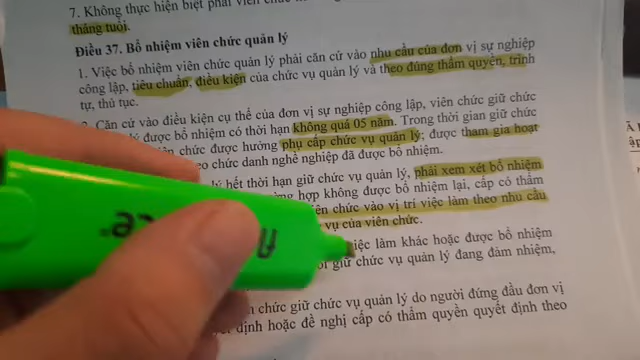 7. Không thực hiện biệt phái viên chức
tháng tuổi.
Điều 37. Bổ nhiệm viên chức quản lý
1. Việc bổ nhiệm viên chức quản lý phải căn cứ vào nhu cầu của đơn vị sự nghiệp
công lập, tiêu chuẩn, điều kiện của chức vụ quản lý và theo đúng thẩm quyền, trình
tự, thủ tục.
Căn cứ vào điều kiện cụ thể của đơn vị sự nghiệp công lập, viên chức giữ chức
được bổ nhiệm có thời hạn không quá 05 năm. Trong thời gian giữ chức
chức được hưởng phụ cấp chức vụ quản lý; được tham gia hoạt
chức danh nghề nghiệp đã được bổ nhiệm.
hết thời hạn giữ chức vụ quản lý, phải xem xét bổ nhiệm
hợp không được bổ nhiệm lại, cấp có thẩm
chức vào vị trí việc làm theo nhu cầu
vụ của viên chức.
làm khác hoặc được bổ nhiệm
giữ chức vụ quản lý đang đảm nhiệm,
chức giữ chức vụ quản lý do người đứng đầu đơn vị
định hoặc đề nghị cấp có thẩm quyền quyết định theo